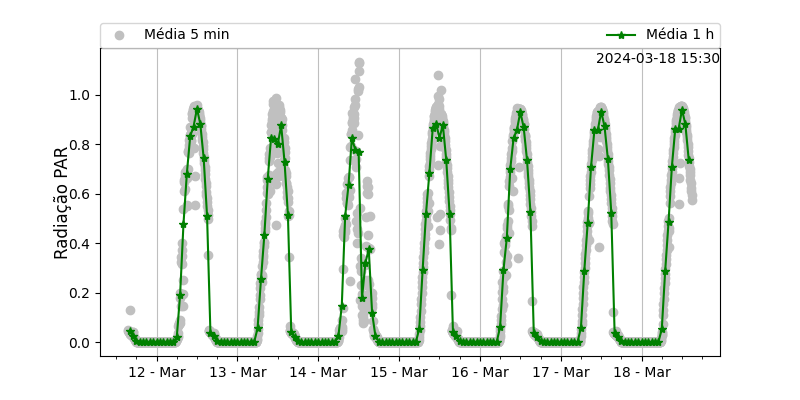 Média 5 min
Média 1 h
2024-03-18 15:30
Radiação PAR
1.0
0.8
0.6
0.4
0.2
0.0
12 - Mar
13 - Mar
14 - Mar
15 - Mar
16 - Mar
17 - Mar
18 - Mar